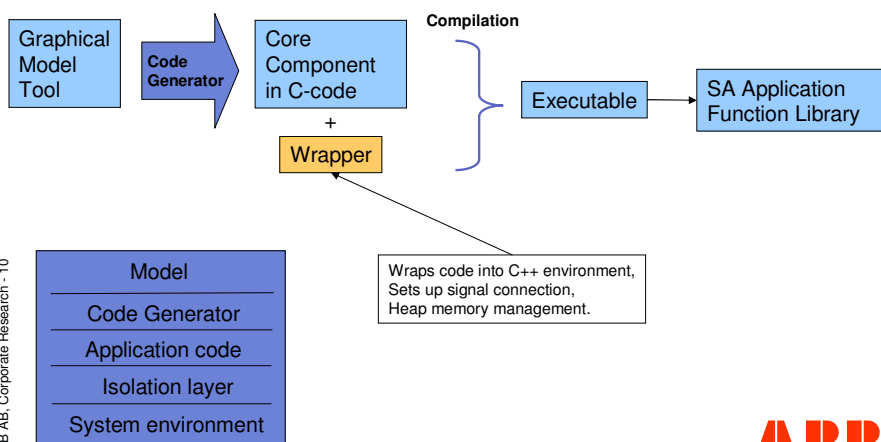 Compilation
Graphical
Model
Tool
Code
Generator
Core
Component
in C-code
+
Wrapper
Executable
SA Application
Function Library
Wraps code into C++ environment,
Sets up signal connection,
Heap memory management.
Model
Code Generator
Application code
Isolation layer
System environment
B AB, Corporate Research - 10
ABB